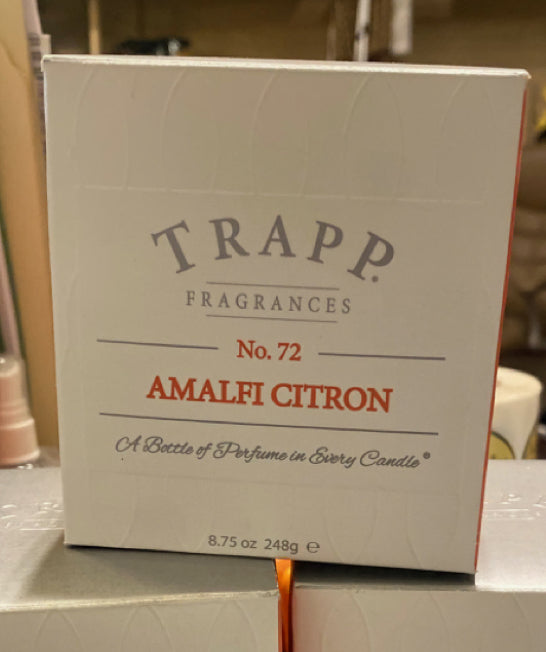 TRAPP.
FRAGRANCES
No. 72
AMALFI CITRON
A Bottle of Perfume in Every Candle®
8.75 oz 248g ℮